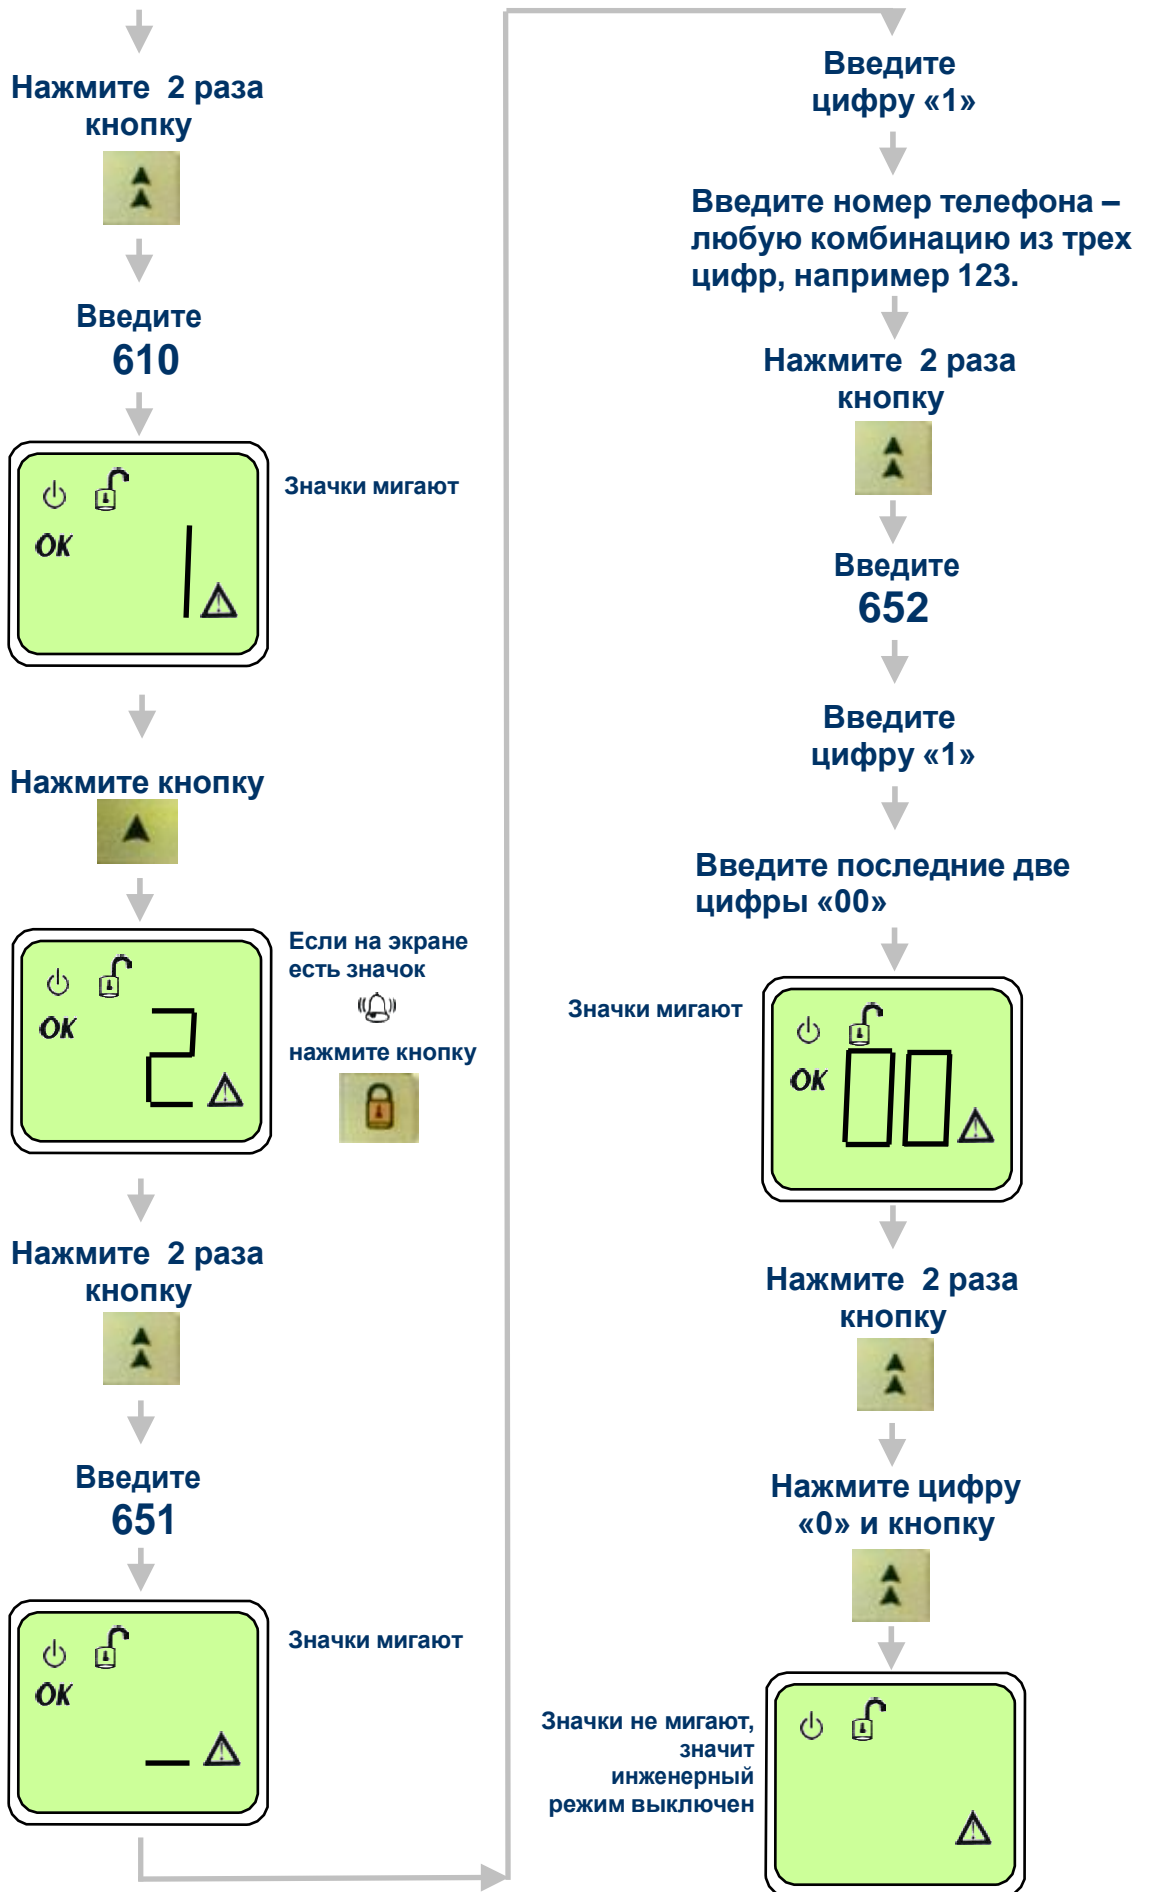 Нажмите 2 раза
кнопку
Введите
610
OK
1
Значки мигают
Нажмите кнопку
OK
2
Если на экране
есть значок
нажмите кнопку
Нажмите 2 раза
кнопку
Введите
651
OK
_
Значки мигают
Введите
цифру «1»
Введите номер телефона –
любую комбинацию из трех
цифр, например 123.
Нажмите 2 раза
кнопку
Введите
652
Введите
цифру «1»
Введите последние две
цифры «00»
Значки мигают
OK
00
Нажмите 2 раза
кнопку
Нажмите цифру
«0» и кнопку
Значки не мигают,
значит
инженерный
режим выключен